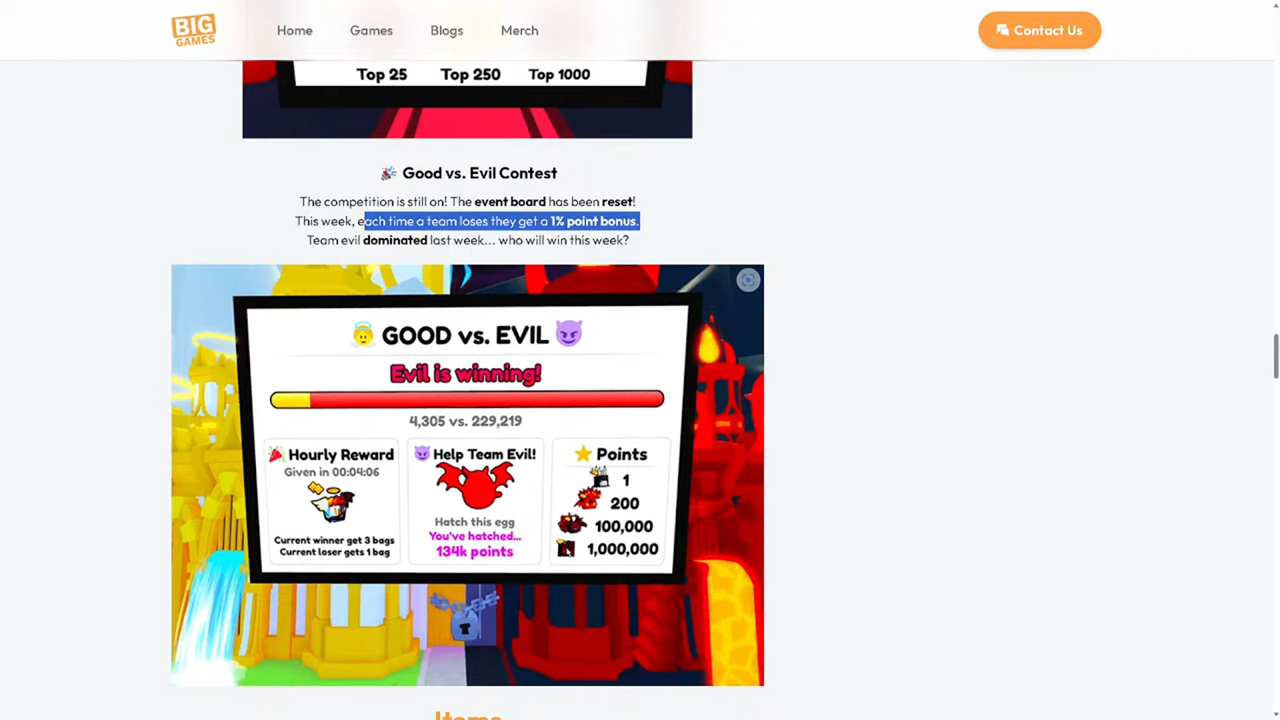 BIG
GAMES
Home
Games
Blogs
Merch
Contact Us
Top 25
Top 250
Top 1000
🎉 Good vs. Evil Contest
The competition is still on! The event board has been reset!
This week, each time a team loses they get a 1% point bonus.
Team evil dominated last week... who will win this week?
😇 GOOD vs. EVIL 😈
Evil is winning!
4,305 vs. 229,219
🎉 Hourly Reward
Given in 00:04:06
Current winner get 3 bags
Current loser gets 1 bag
😈 Help Team Evil!
Hatch this egg
You've hatched...
134k points
⭐ Points
1
200
100,000
1,000,000
Items